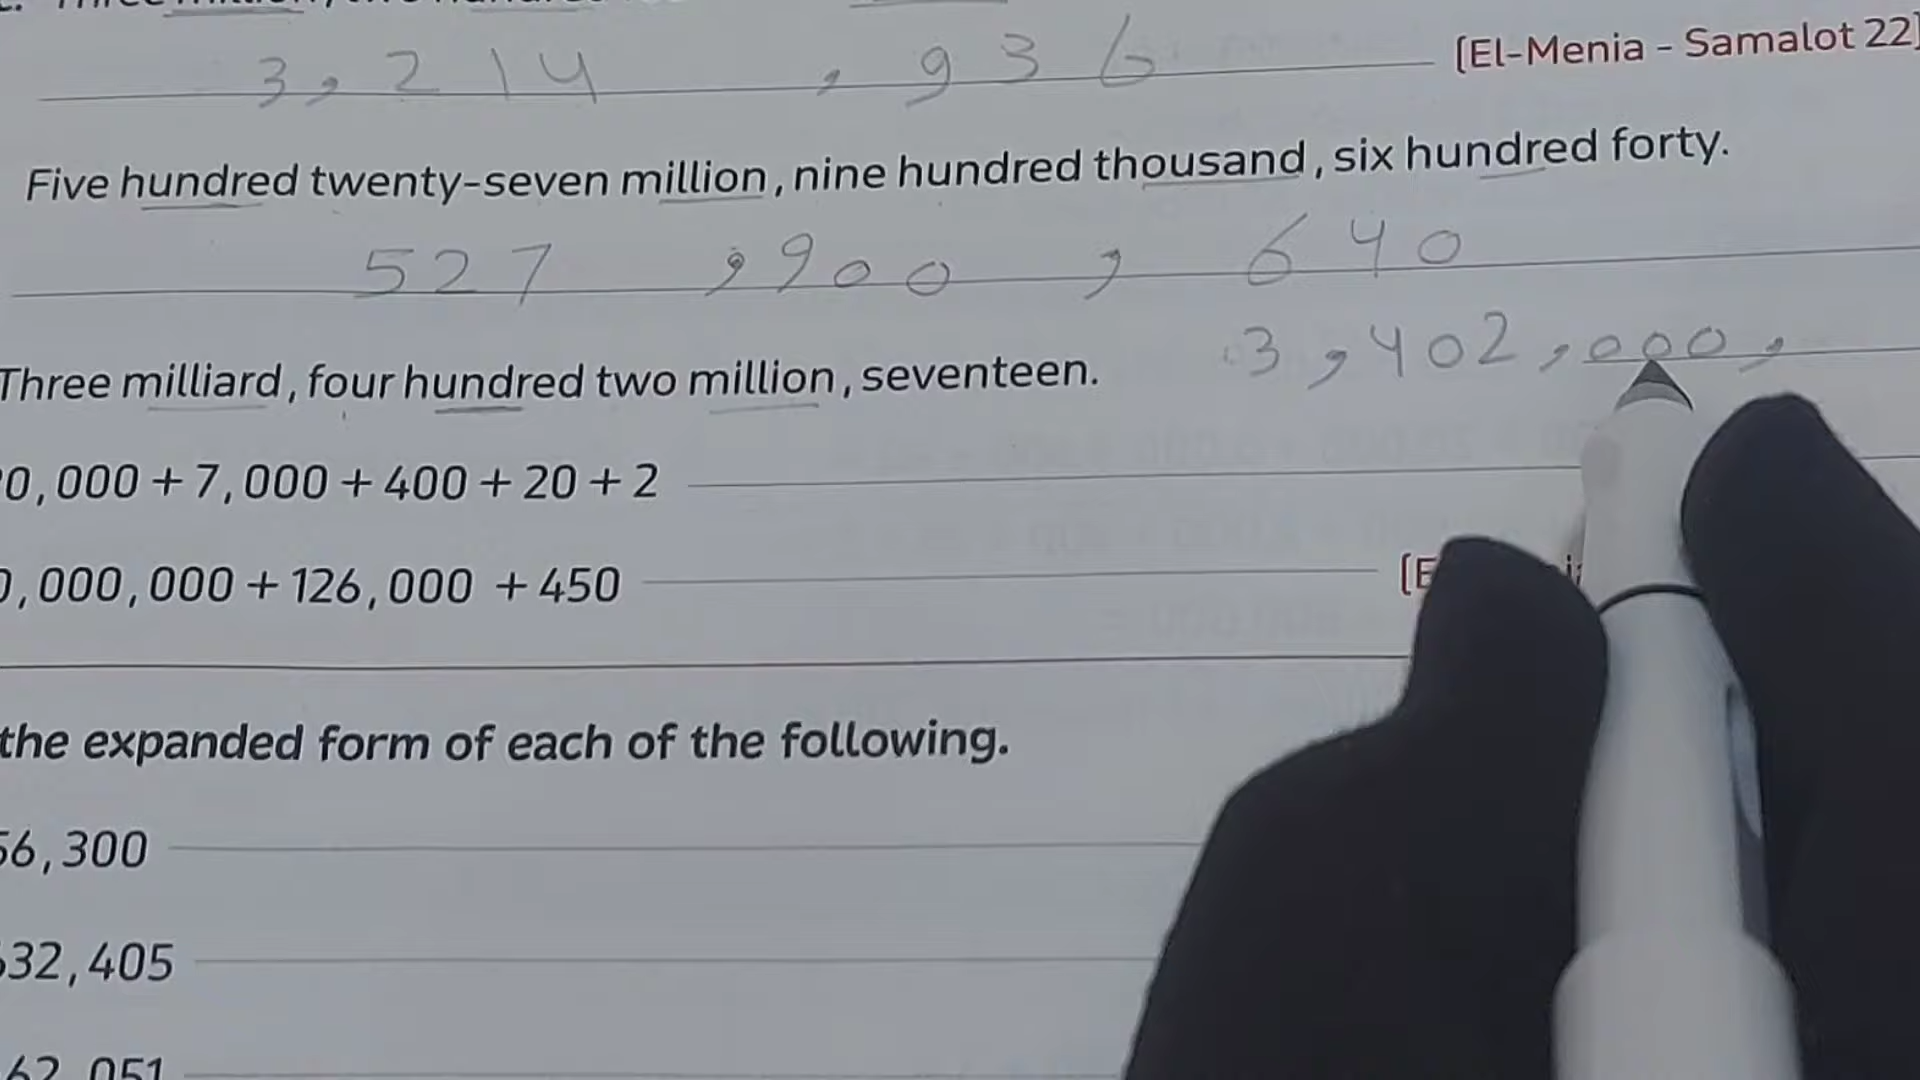 3, 214 , 936 [El-Menia - Samalot 22]
Five hundred twenty-seven million, nine hundred thousand, six hundred forty.
527 , 900 , 640
Three milliard, four hundred two million, seventeen. 3, 402, 000,
0,000 + 7,000 + 400 + 20 + 2
0,000,000 + 126,000 + 450
the expanded form of each of the following.
56,300
32,405
62 051